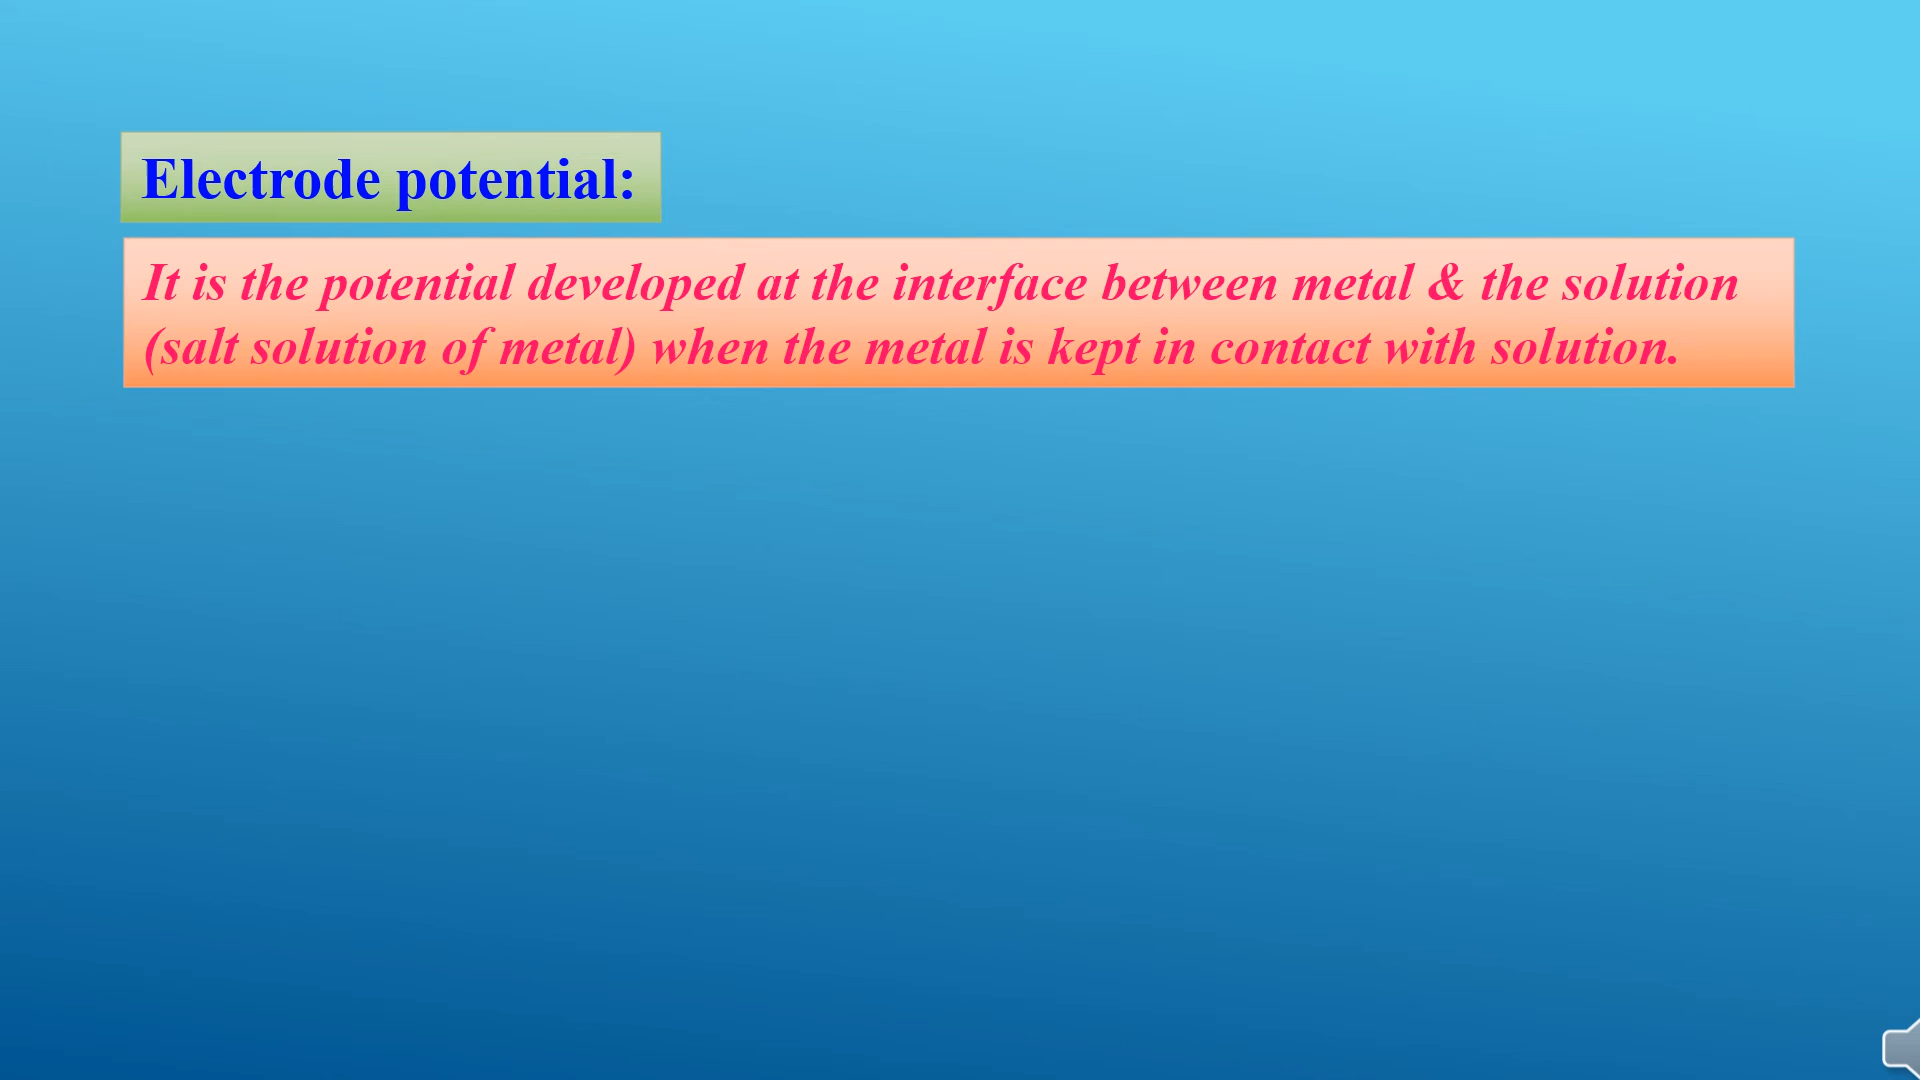 Electrode potential:
It is the potential developed at the interface between metal & the solution
(salt solution of metal) when the metal is kept in contact with solution.